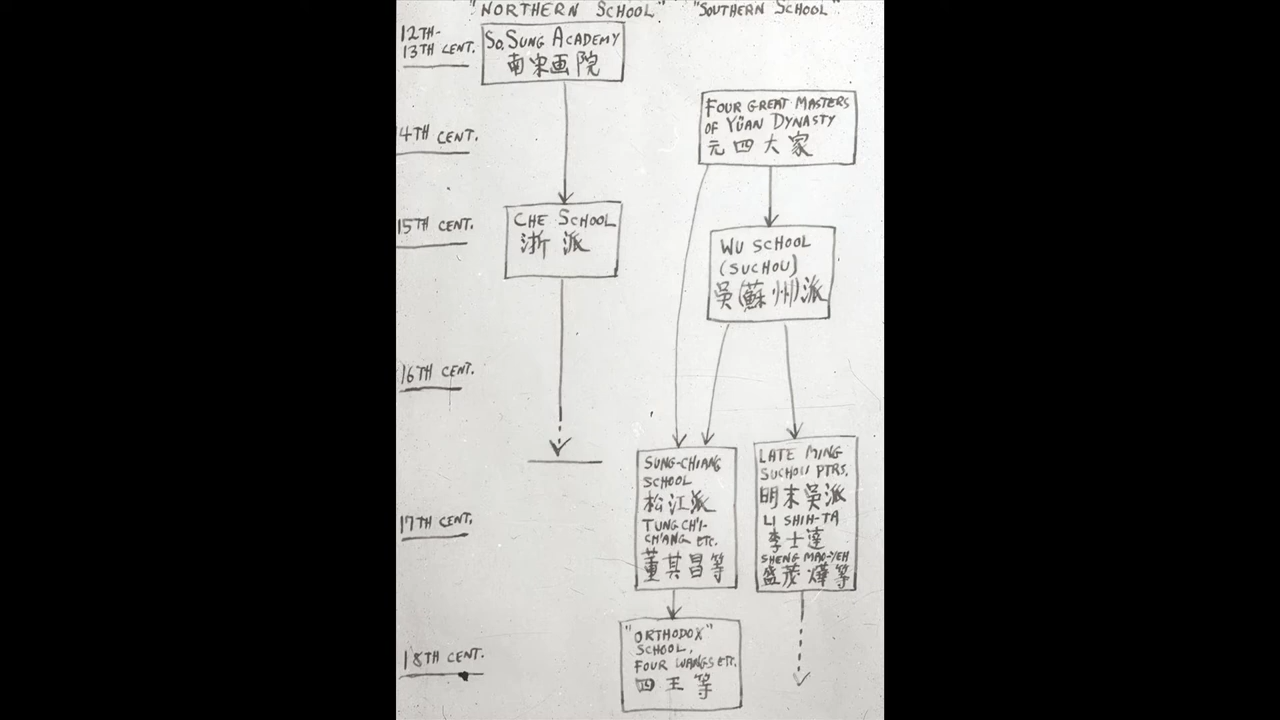 "NORTHERN SCHOOL"
"SOUTHERN SCHOOL"
12TH-
13TH CENT.
SO. SUNG ACADEMY
南宋画院
FOUR GREAT MASTERS
OF YÜAN DYNASTY
元四大家
14TH CENT.
15TH CENT.
CHE SCHOOL
浙派
WU SCHOOL
(SUCHOU)
吳(蘇州)派
16TH CENT.
SUNG-CHIANG
SCHOOL
松江派
TUNG CH'I-
CH'ANG ETC.
董其昌等
LATE MING
SUCHOU PTRS.
明末吳派
LI SHIH-TA
李士達
SHENG MAO-YEH
盛茂燁等
17TH CENT.
"ORTHODOX"
SCHOOL,
FOUR WANGS ETC.
四王等
18TH CENT.